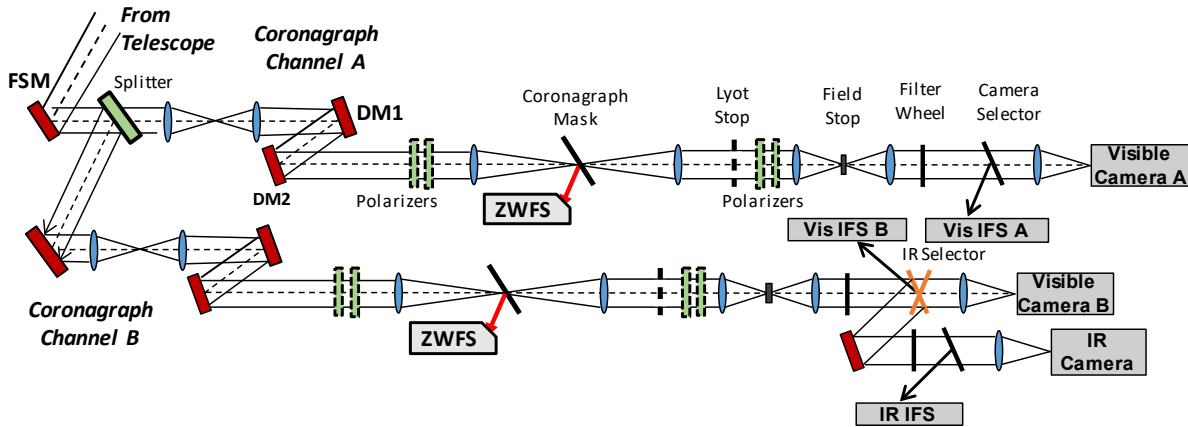 From
Telescope
Coronagraph
Channel A
FSM
Splitter
DM1
DM2
Polarizers
Coronagraph
Mask
ZWFS
Lyot
Stop
Polarizers
Field
Stop
Filter
Wheel
Camera
Selector
Visible
Camera A
Vis IFS B
Vis IFS A
IR Selector
Coronagraph
Channel B
ZWFS
Visible
Camera B
IR
Camera
IR IFS